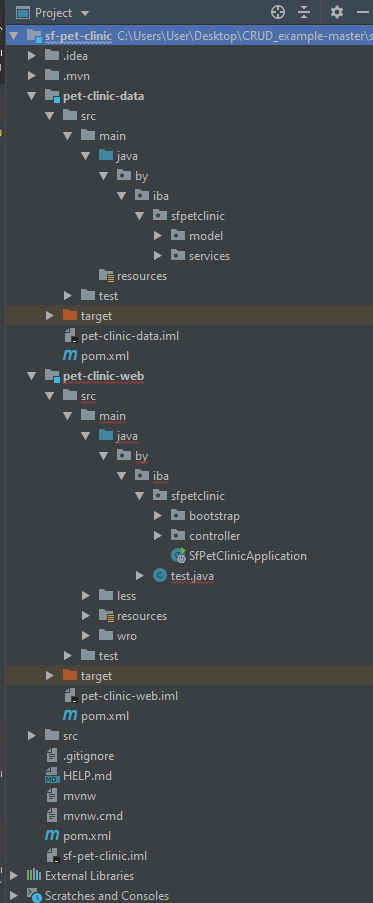 Project
sf-pet-clinic C:\Users\User\Desktop\CRUD_example-master\s
.idea
.mvn
pet-clinic-data
src
main
java
by
iba
sfpetclinic
model
services
resources
test
target
pet-clinic-data.iml
pom.xml
pet-clinic-web
src
main
java
by
iba
sfpetclinic
bootstrap
controller
SfPetClinicApplication
test.java
less
resources
wro
test
target
pet-clinic-web.iml
pom.xml
src
.gitignore
HELP.md
mvnw
mvnw.cmd
pom.xml
sf-pet-clinic.iml
External Libraries
Scratches and Consoles